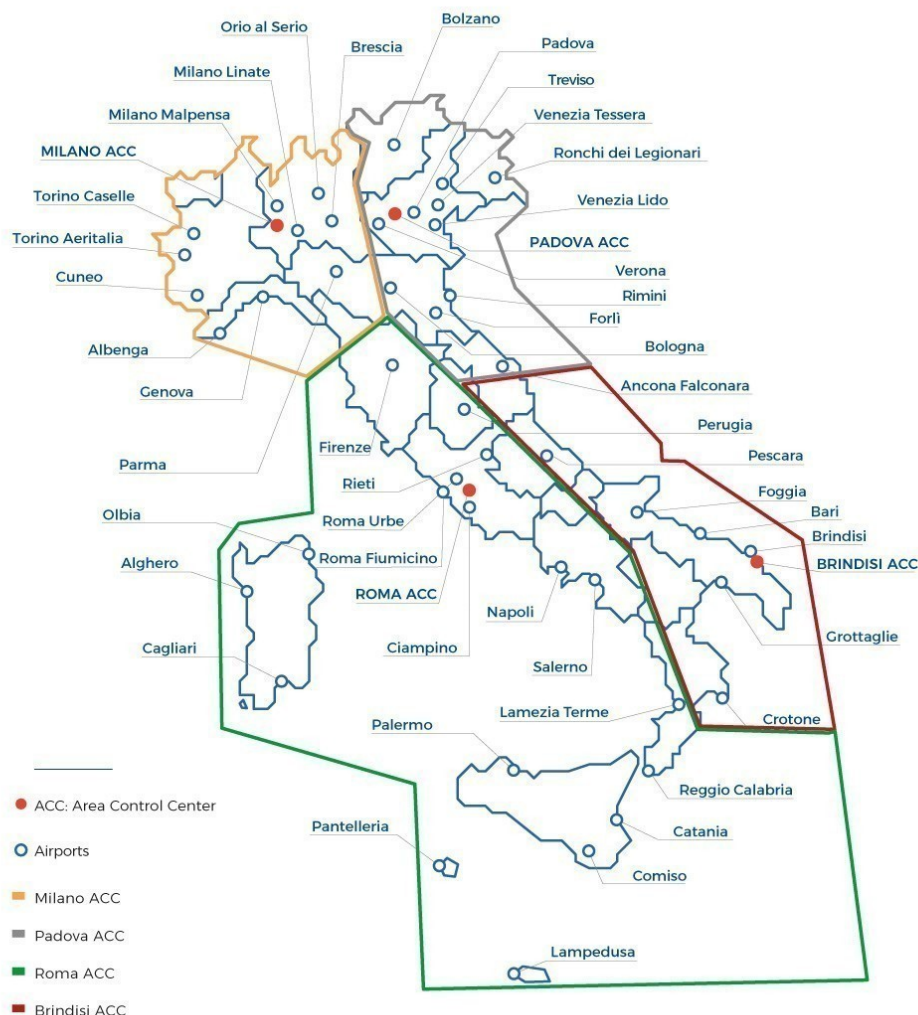 Bolzano
Orio al Serio
Padova
Brescia
Milano Linate
Treviso
Milano Malpensa
Venezia Tessera
MILANO ACC
Ronchi dei Legionari
Torino Caselle
Venezia Lido
Torino Aeritalia
PADOVA ACC
Verona
Cuneo
Rimini
Forlì
Albenga
Bologna
Genova
Ancona Falconara
Perugia
Firenze
Parma
Pescara
Rieti
Foggia
Olbia
Roma Urbe
Bari
Brindisi
Roma Fiumicino
Alghero
BRINDISI ACC
ROMA ACC
Napoli
Grottaglie
Cagliari
Ciampino
Salerno
Lamezia Terme
Crotone
Palermo
Reggio Calabria
ACC: Area Control Center
Pantelleria
Catania
Airports
Comiso
Milano ACC
Padova ACC
Lampedusa
Roma ACC
Brindisi ACC